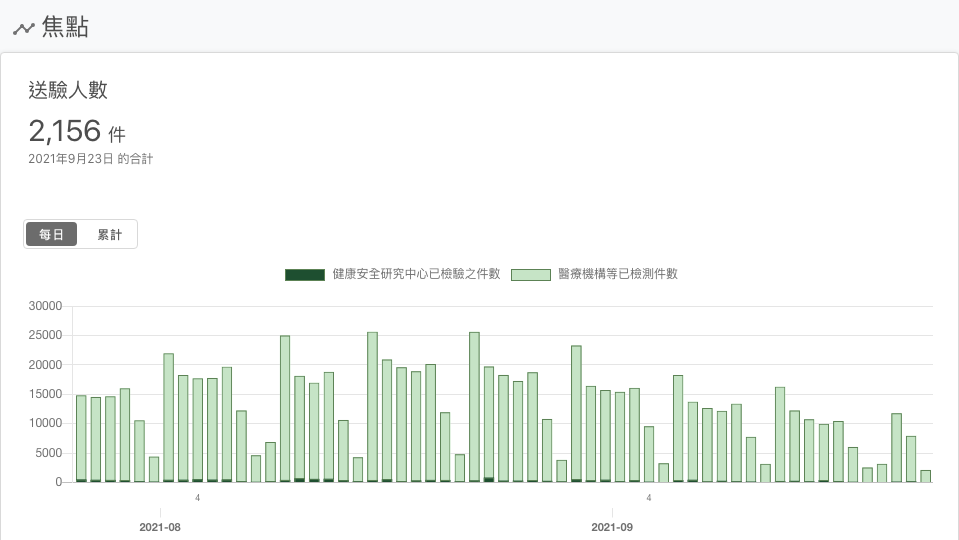 焦點
送驗人數
2,156 件
2021年9月23日 的合計
每日 累計
健康安全研究中心已檢驗之件數 醫療機構等已檢測件數
30000
25000
20000
15000
10000
5000
0
4 4
2021-08 2021-09